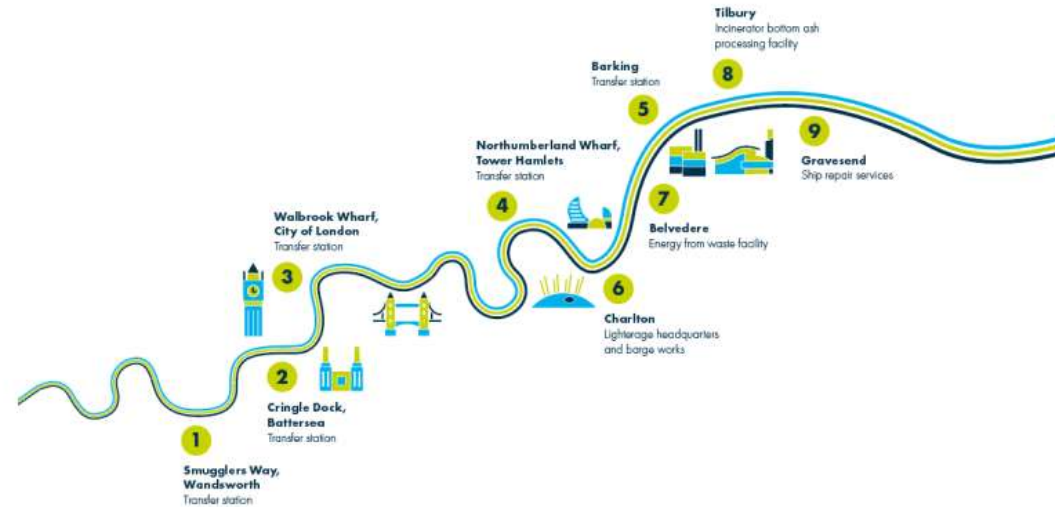 8
Tilbury
Incinerator bottom ash
processing facility
5
Barking
Transfer station
9
Gravesend
Ship repair services
4
Northumberland Wharf,
Tower Hamlets
Transfer station
7
Belvedere
Energy from waste facility
3
Walbrook Wharf,
City of London
Transfer station
6
Charlton
Lighterage headquarters
and barge works
2
Cringle Dock,
Battersea
Transfer station
1
Smugglers Way,
Wandsworth
Transfer station